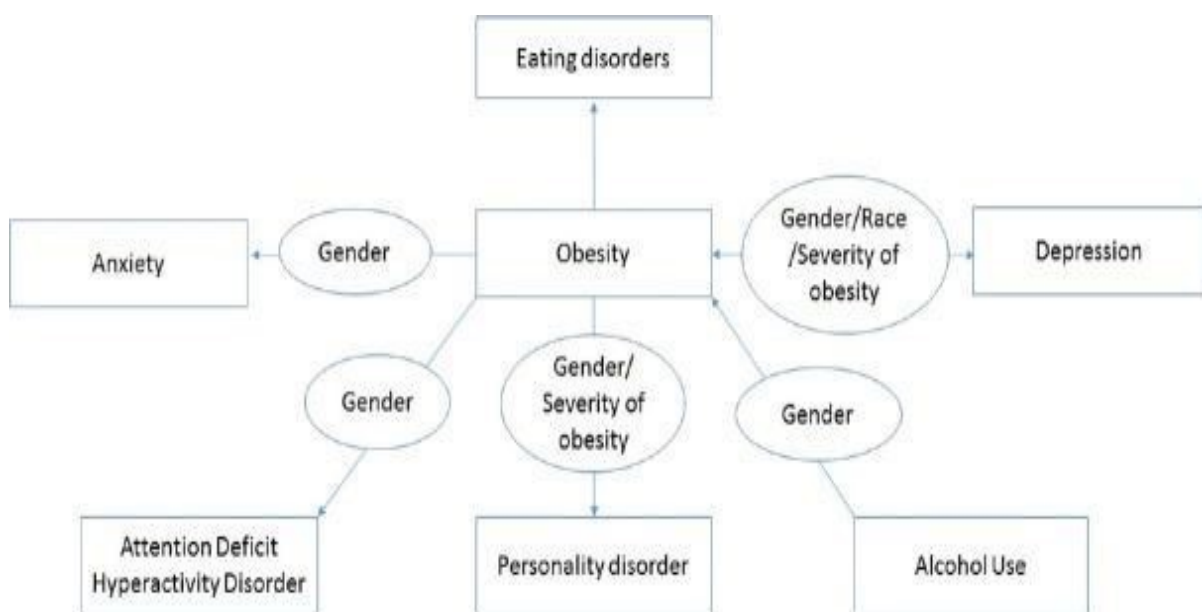 Eating disorders
Anxiety
Gender
Obesity
Gender/Race
/Severity of
obesity
Depression
Gender
Gender/
Severity of
obesity
Gender
Attention Deficit
Hyperactivity Disorder
Personality disorder
Alcohol Use